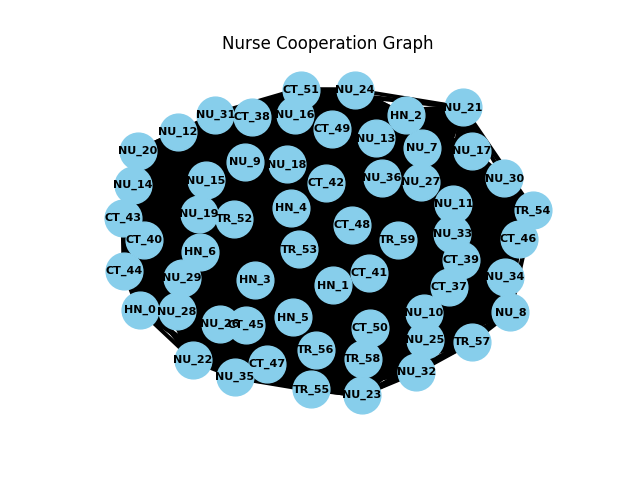 Nurse Cooperation Graph
CT_51
NU_24
NU_21
NU_31
CT_38
NU_16
HN_2
CT_49
NU_12
NU_13
NU_7
NU_20
NU_17
NU_9
NU_18
NU_14
NU_15
CT_42
NU_36
NU_27
NU_30
CT_43
NU_19
TR_52
HN_4
NU_11
TR_54
CT_48
CT_40
TR_59
NU_33
CT_46
HN_6
TR_53
CT_39
CT_44
NU_29
HN_3
HN_1
CT_41
CT_37
NU_34
HN_0
NU_28
HN_5
NU_10
NU_8
NU_26
CT_45
CT_50
NU_25
TR_57
NU_22
CT_47
TR_56
TR_58
NU_35
NU_32
TR_55
NU_23